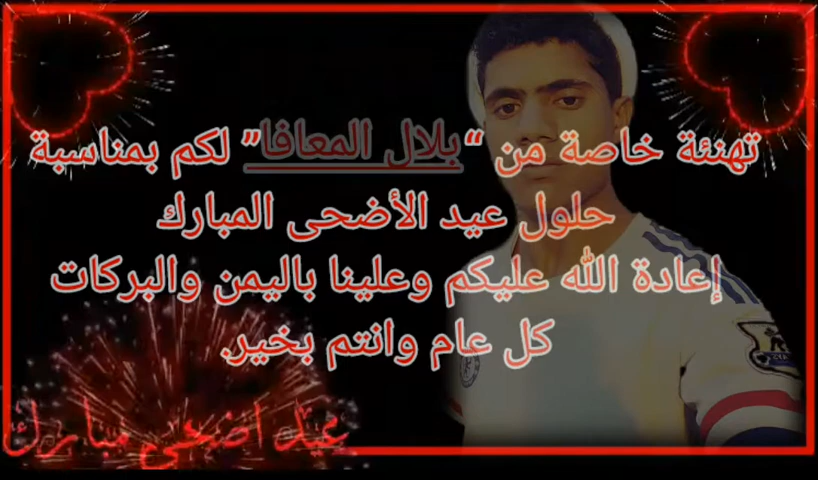 تهنئة خاصة من “بلال المعافا” لكم بمناسبة
حلول عيد الأضحى المبارك
إعادة الله عليكم وعلينا باليمن والبركات
كل عام وانتم بخير.
عيد اضحى مبارك